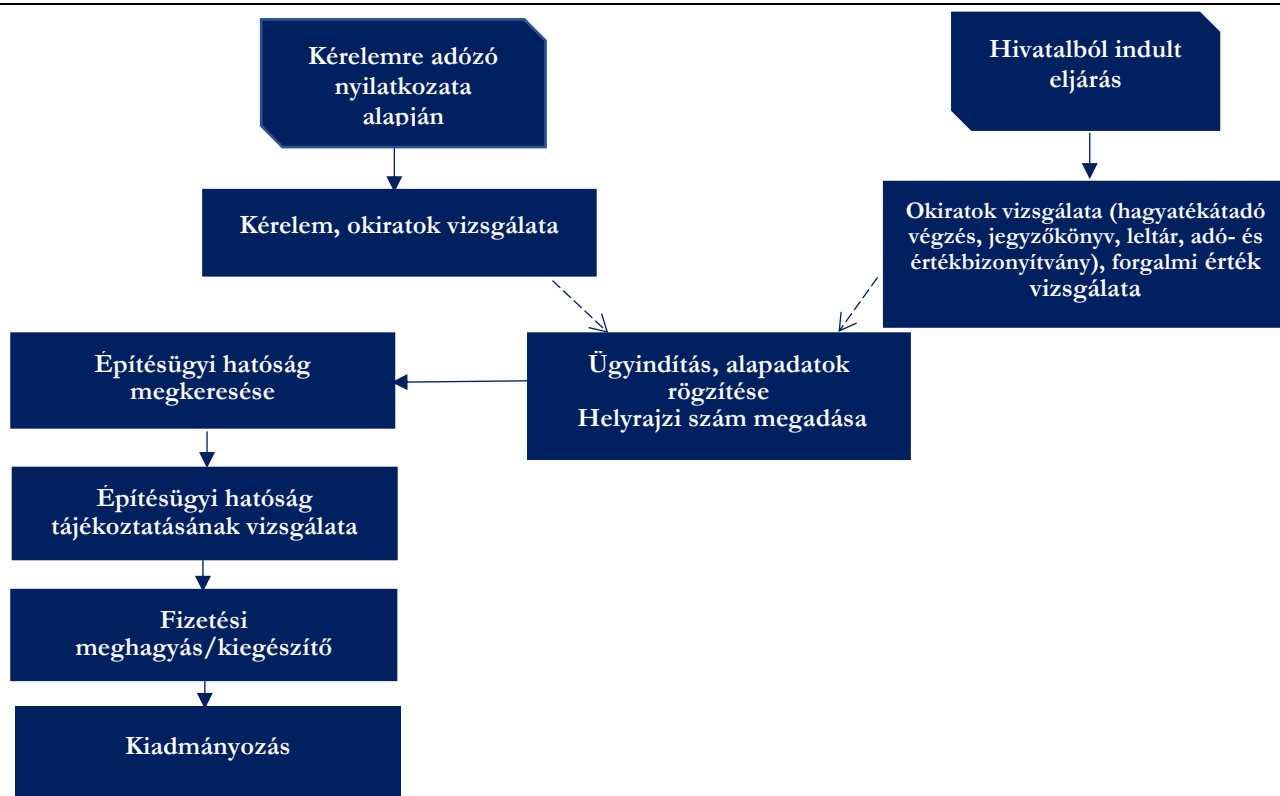 Kérelemre adózó
nyilatkozata
alapján
Hivatalból indult
eljárás
Kérelem, okiratok vizsgálata
Okiratok vizsgálata (hagyatékátadó
végzés, jegyzőkönyv, leltár, adó- és
értékbizonyítvány), forgalmi érték
vizsgálata
Építésügyi hatóság
megkeresése
Ügyindítás, alapadatok
rögzítése
Helyrajzi szám megadása
Építésügyi hatóság
tájékoztatásának vizsgálata
Fizetési
meghagyás/kiegészítő
Kiadmányozás